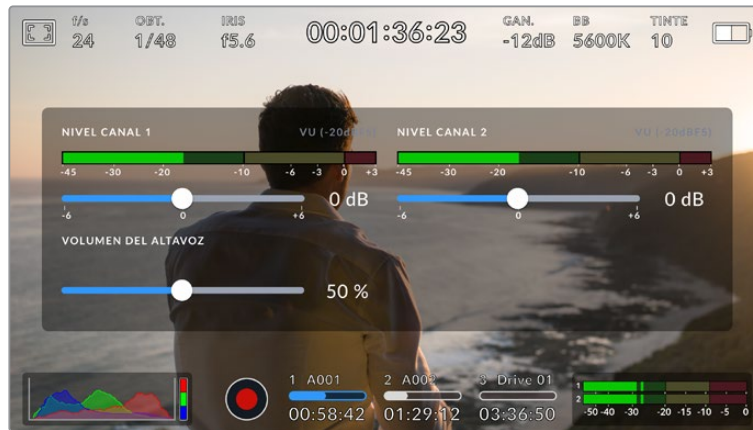 f/s OBT. IRIS 00:01:36:23 GAN. BB TINTE
24 1/48 f5.6 -12dB 5600K 10
NIVEL CANAL 1 VU (-20dBFS) NIVEL CANAL 2 VU (-20dBFS)
-45 -30 -20 -10 -6 -3 0 +3 -45 -30 -20 -10 -6 -3 0 +3
0 dB 0 dB
-6 0 +6 -6 0 +6
VOLUMEN DEL ALTAVOZ
50 %
1 A001 2 A002 3 Drive 01
00:58:42 01:29:12 03:36:50
1
2
-50 -40 -30 -20 -15 -10 -5 0